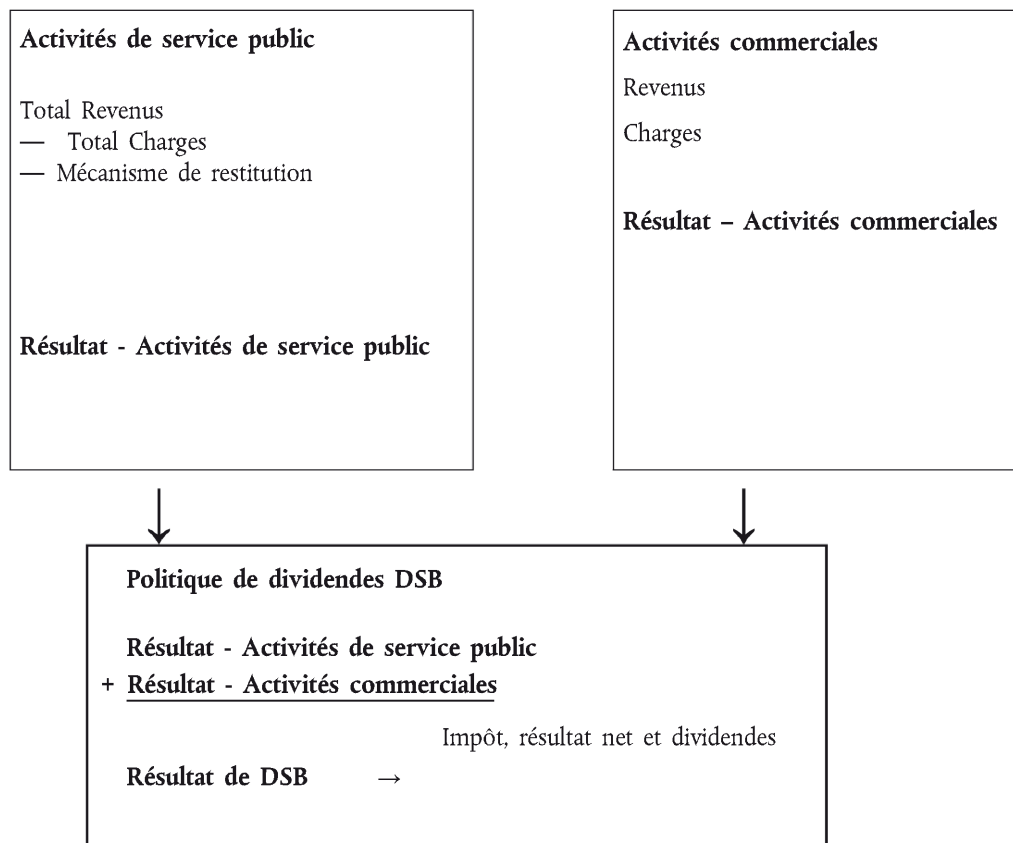 Activités de service public
Total Revenus
— Total Charges
— Mécanisme de restitution
Résultat - Activités de service public
Activités commerciales
Revenus
Charges
Résultat – Activités commerciales
Politique de dividendes DSB
Résultat - Activités de service public
+ Résultat - Activités commerciales
Impôt, résultat net et dividendes
Résultat de DSB →